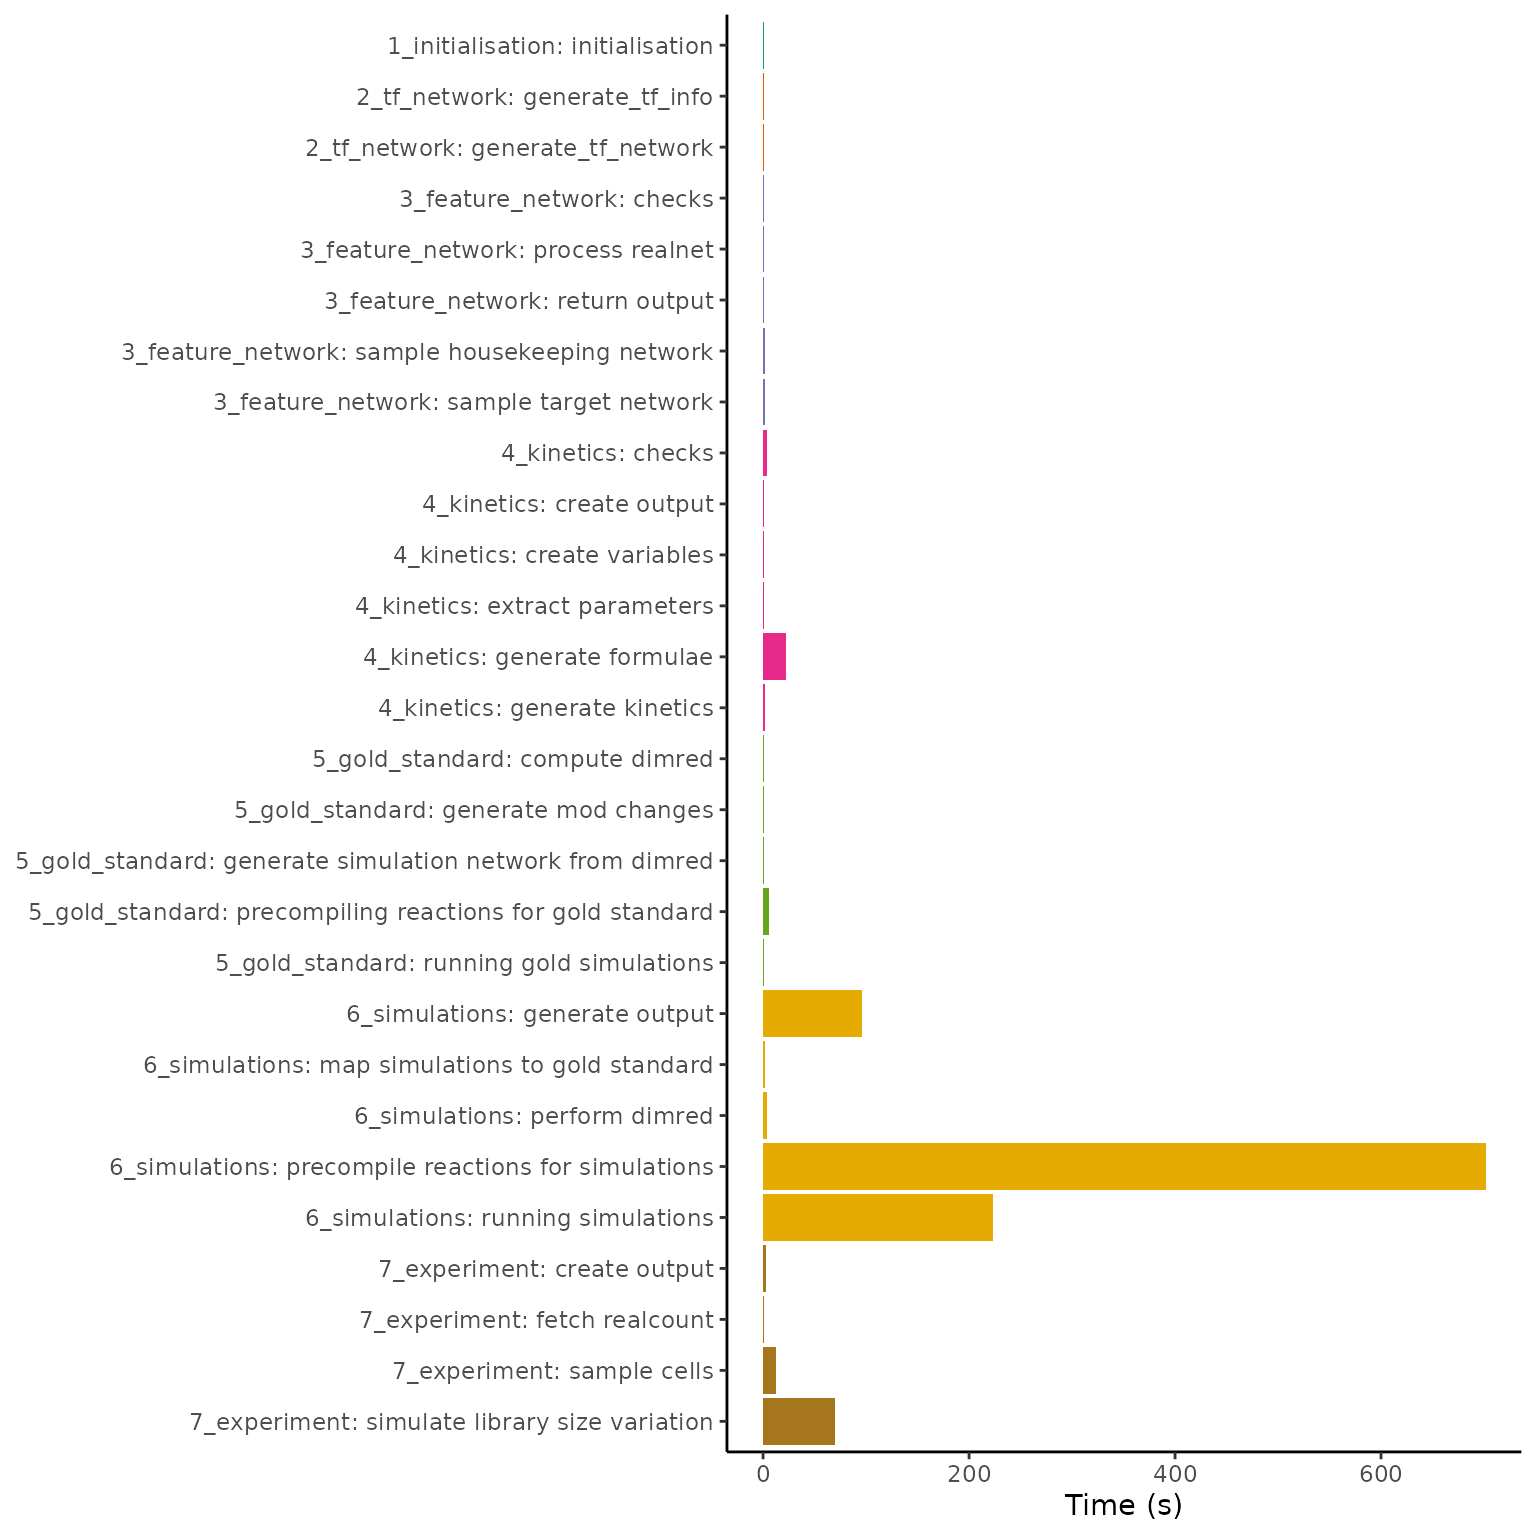 1_initialisation: initialisation
2_tf_network: generate_tf_info
2_tf_network: generate_tf_network
3_feature_network: checks
3_feature_network: process realnet
3_feature_network: return output
3_feature_network: sample housekeeping network
3_feature_network: sample target network
4_kinetics: checks
4_kinetics: create output
4_kinetics: create variables
4_kinetics: extract parameters
4_kinetics: generate formulae
4_kinetics: generate kinetics
5_gold_standard: compute dimred
5_gold_standard: generate mod changes
5_gold_standard: generate simulation network from dimred
5_gold_standard: precompiling reactions for gold standard
5_gold_standard: running gold simulations
6_simulations: generate output
6_simulations: map simulations to gold standard
6_simulations: perform dimred
6_simulations: precompile reactions for simulations
6_simulations: running simulations
7_experiment: create output
7_experiment: fetch realcount
7_experiment: sample cells
7_experiment: simulate library size variation
0 200 400 600
Time (s)